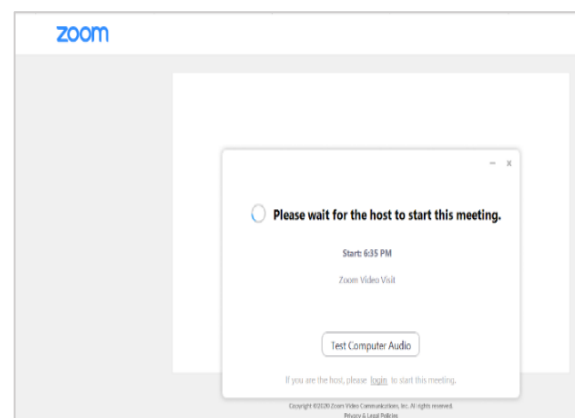 zoom
Please wait for the host to start this meeting.
Start: 6:35 PM
Zoom Video Visit
Test Computer Audio
If you are the host, please login to start this meeting.
Copyright ©2020 Zoom Video Communications, Inc. All rights reserved.
Privacy & Legal Policies